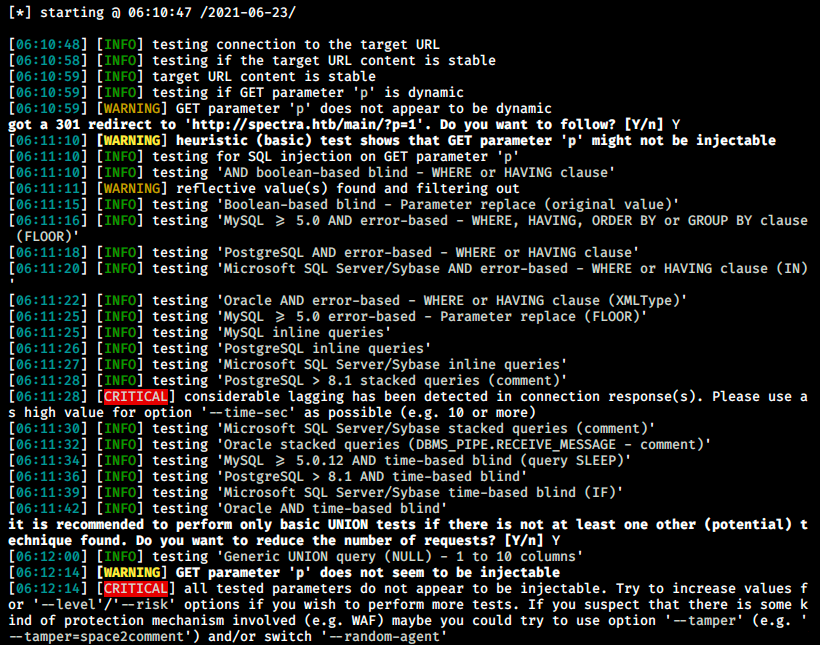 [*] starting @ 06:10:47 /2021-06-23/
[06:10:48] [INFO] testing connection to the target URL
[06:10:58] [INFO] testing if the target URL content is stable
[06:10:59] [INFO] target URL content is stable
[06:10:59] [INFO] testing if GET parameter 'p' is dynamic
[06:10:59] [WARNING] GET parameter 'p' does not appear to be dynamic
got a 301 redirect to 'http://spectra.htb/main/?p=1'. Do you want to follow? [Y/n] Y
[06:11:10] [WARNING] heuristic (basic) test shows that GET parameter 'p' might not be injectable
[06:11:10] [INFO] testing for SQL injection on GET parameter 'p'
[06:11:10] [INFO] testing 'AND boolean-based blind - WHERE or HAVING clause'
[06:11:11] [WARNING] reflective value(s) found and filtering out
[06:11:15] [INFO] testing 'Boolean-based blind - Parameter replace (original value)'
[06:11:16] [INFO] testing 'MySQL >= 5.0 AND error-based - WHERE, HAVING, ORDER BY or GROUP BY clause
(FLOOR)'
[06:11:18] [INFO] testing 'PostgreSQL AND error-based - WHERE or HAVING clause'
[06:11:20] [INFO] testing 'Microsoft SQL Server/Sybase AND error-based - WHERE or HAVING clause (IN)
'
[06:11:22] [INFO] testing 'Oracle AND error-based - WHERE or HAVING clause (XMLType)'
[06:11:25] [INFO] testing 'MySQL >= 5.0 error-based - Parameter replace (FLOOR)'
[06:11:25] [INFO] testing 'MySQL inline queries'
[06:11:26] [INFO] testing 'PostgreSQL inline queries'
[06:11:27] [INFO] testing 'Microsoft SQL Server/Sybase inline queries'
[06:11:28] [INFO] testing 'PostgreSQL > 8.1 stacked queries (comment)'
[06:11:28] [CRITICAL] considerable lagging has been detected in connection response(s). Please use a
s high value for option '--time-sec' as possible (e.g. 10 or more)
[06:11:30] [INFO] testing 'Microsoft SQL Server/Sybase stacked queries (comment)'
[06:11:32] [INFO] testing 'Oracle stacked queries (DBMS_PIPE.RECEIVE_MESSAGE - comment)'
[06:11:34] [INFO] testing 'MySQL >= 5.0.12 AND time-based blind (query SLEEP)'
[06:11:36] [INFO] testing 'PostgreSQL > 8.1 AND time-based blind'
[06:11:39] [INFO] testing 'Microsoft SQL Server/Sybase time-based blind (IF)'
[06:11:42] [INFO] testing 'Oracle AND time-based blind'
it is recommended to perform only basic UNION tests if there is not at least one other (potential) t
echnique found. Do you want to reduce the number of requests? [Y/n] Y
[06:12:00] [INFO] testing 'Generic UNION query (NULL) - 1 to 10 columns'
[06:12:14] [WARNING] GET parameter 'p' does not seem to be injectable
[06:12:14] [CRITICAL] all tested parameters do not appear to be injectable. Try to increase values f
or '--level'/'--risk' options if you wish to perform more tests. If you suspect that there is some k
ind of protection mechanism involved (e.g. WAF) maybe you could try to use option '--tamper' (e.g. '
--tamper=space2comment') and/or switch '--random-agent'